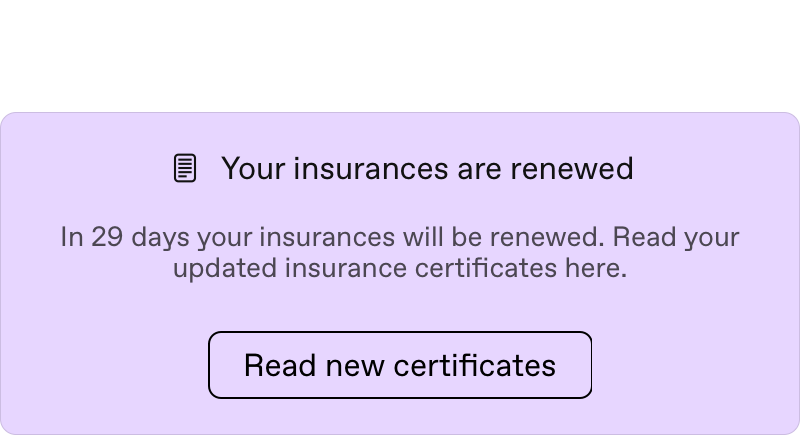 Your insurances are renewed
In 29 days your insurances will be renewed. Read your
updated insurance certificates here.
Read new certificates